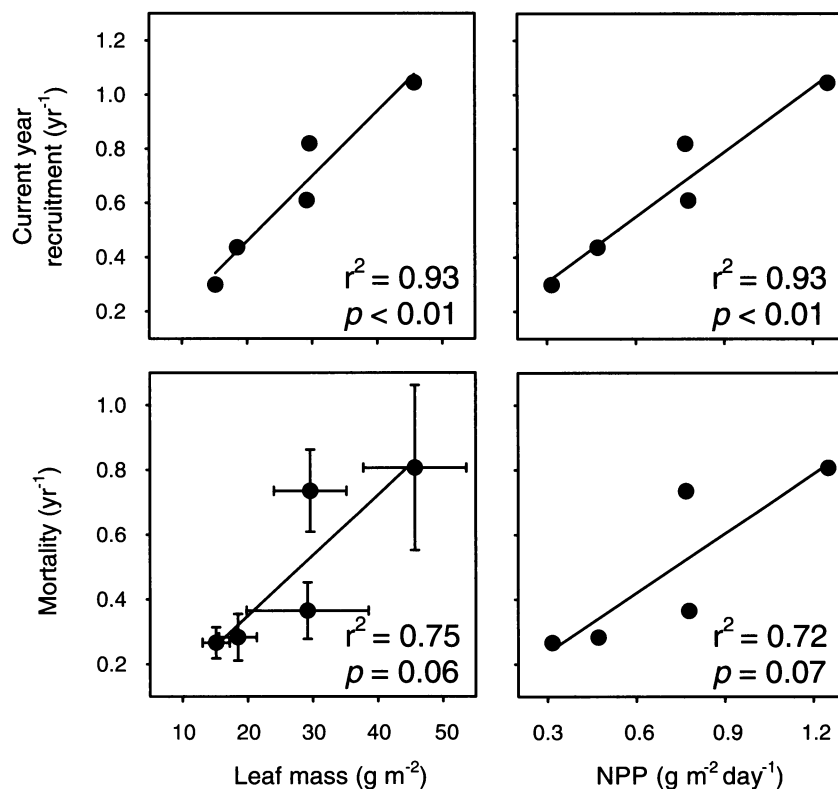 Current year
recruitment (yr⁻¹)
1.2
1.0
0.8
0.6
0.4
0.2
r² = 0.93
p < 0.01
r² = 0.93
p < 0.01
Mortality (yr⁻¹)
1.0
0.8
0.6
0.4
0.2
r² = 0.75
p = 0.06
r² = 0.72
p = 0.07
10 20 30 40 50
0.3 0.6 0.9 1.2
Leaf mass (g m⁻²)
NPP (g m⁻² day⁻¹)